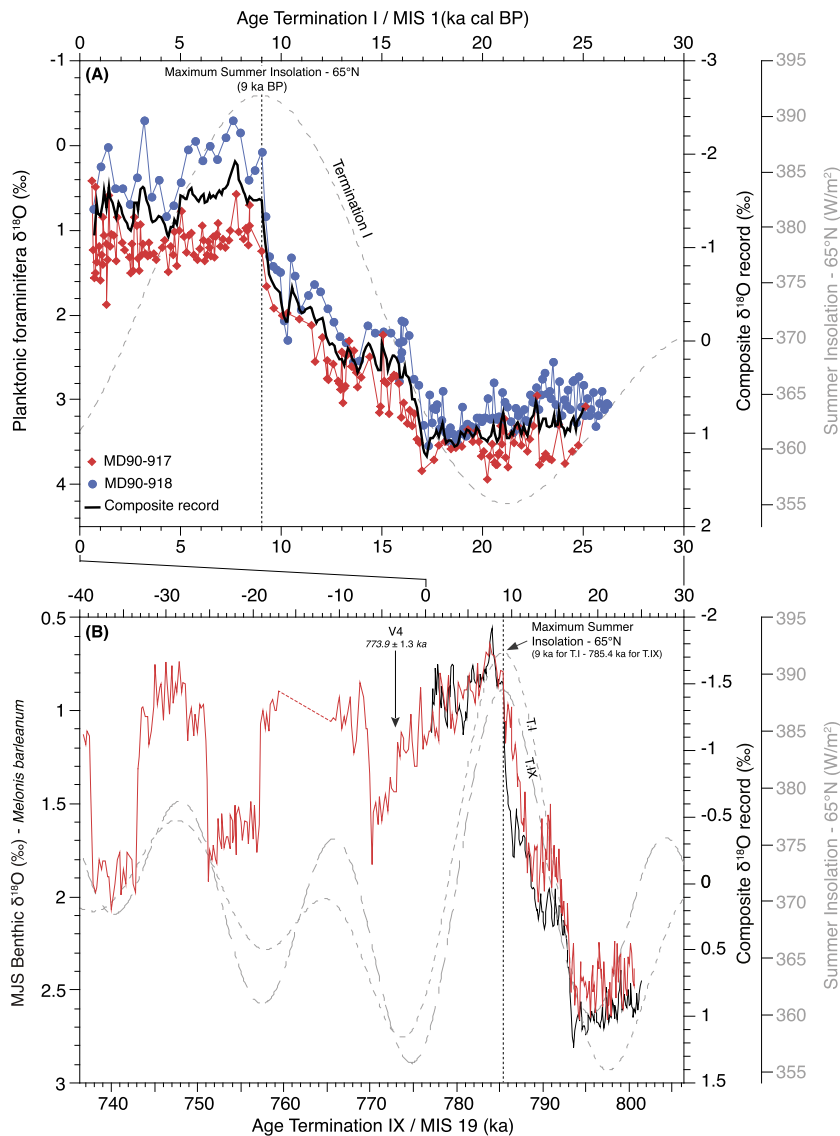 Age Termination I / MIS 1(ka cal BP)
0 5 10 15 20 25 30
(A)
Maximum Summer Insolation - 65°N
(9 ka BP)
Termination I
-1
0
1
2
3
4
Planktonic foraminifera δ18O (‰)
-3
-2
-1
0
1
2
Composite δ18O record (‰)
395
390
385
380
375
370
365
360
355
Summer Insolation - 65°N (W/m²)
MD90-917
MD90-918
Composite record
0 5 10 15 20 25 30
-40 -30 -20 -10 0 10 20 30
(B)
V4
773.9 ± 1.3 ka
Maximum Summer
Insolation - 65°N
(9 ka for T.I - 785.4 ka for T.IX)
T.I
T.IX
0.5
1
1.5
2
2.5
3
MJS Benthic δ18O (‰) - Melonis barleanum
-2
-1.5
-1
-0.5
0
0.5
1
1.5
Composite δ18O record (‰)
395
390
385
380
375
370
365
360
355
Summer Insolation - 65°N (W/m²)
740 750 760 770 780 790 800
Age Termination IX / MIS 19 (ka)